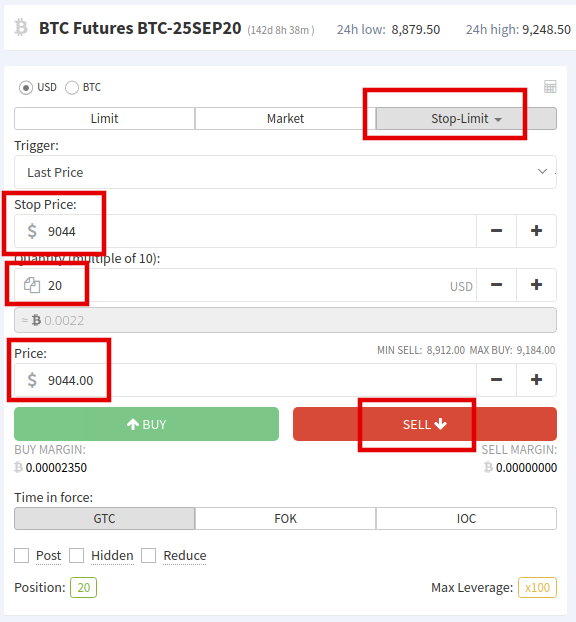 BTC Futures BTC-25SEP20 (142d 8h 38m ) 24h low: 8,879.50 24h high: 9,248.50
USD BTC
Limit Market Stop-Limit
Trigger:
Last Price
Stop Price:
$ 9044 − +
Quantity (multiple of 10):
20 USD − +
≈ ₿ 0.0022
Price: MIN SELL: 8,912.00 MAX BUY: 9,184.00
$ 9044.00 − +
BUY SELL
BUY MARGIN: SELL MARGIN:
₿ 0.00002350 ₿ 0.00000000
Time in force:
GTC FOK IOC
Post Hidden Reduce
Position: 20 Max Leverage: x100